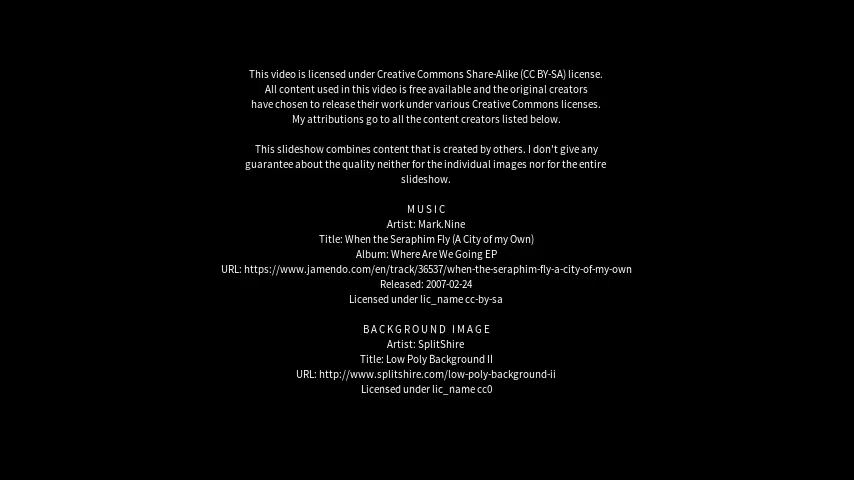 This video is licensed under Creative Commons Share-Alike (CC BY-SA) license.
All content used in this video is free available and the original creators
have chosen to release their work under various Creative Commons licenses.
My attributions go to all the content creators listed below.
This slideshow combines content that is created by others. I don't give any
guarantee about the quality neither for the individual images nor for the entire
slideshow.
MUSIC
Artist: Mark.Nine
Title: When the Seraphim Fly (A City of my Own)
Album: Where Are We Going EP
URL: https://www.jamendo.com/en/track/36537/when-the-seraphim-fly-a-city-of-my-own
Released: 2007-02-24
Licensed under lic_name cc-by-sa
BACKGROUND IMAGE
Artist: SplitShire
Title: Low Poly Background II
URL: http://www.splitshire.com/low-poly-background-ii
Licensed under lic_name cc0